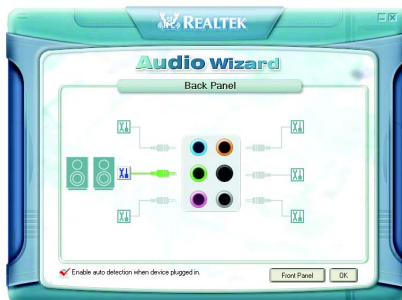 REALTEK
Audio Wizard
Back Panel
Enable auto detection when device plugged in.
Front Panel
OK